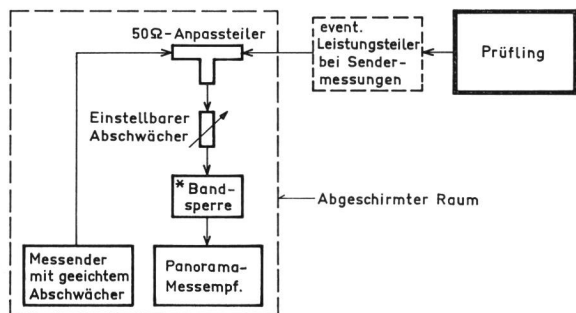 50Ω-Anpassteiler
event.
Leistungsteiler
bei Sender-
messungen
Prüfling
Einstellbarer
Abschwächer
* Band-
sperre
Abgeschirmter Raum
Messender
mit geeichtem
Abschwächer
Panorama-
Messempf.